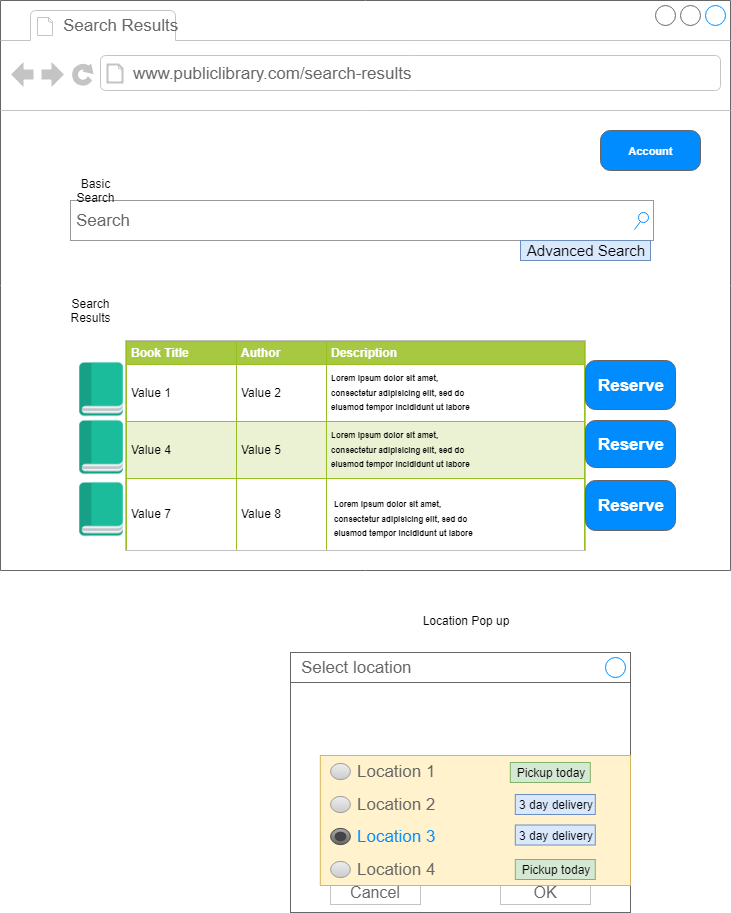 Search Results
www.publiclibrary.com/search-results
Account
Basic
Search
Search
Advanced Search
Search
Results
Book Title Author Description
Value 1 Value 2 Lorem ipsum dolor sit amet,
consectetur adipisicing elit, sed do
eiusmod tempor incididunt ut labore
Reserve
Value 4 Value 5 Lorem ipsum dolor sit amet,
consectetur adipisicing elit, sed do
eiusmod tempor incididunt ut labore
Reserve
Value 7 Value 8 Lorem ipsum dolor sit amet,
consectetur adipisicing elit, sed do
eiusmod tempor incididunt ut labore
Reserve
Location Pop up
Select location
Location 1 Pickup today
Location 2 3 day delivery
Location 3 3 day delivery
Location 4 Pickup today
Cancel OK